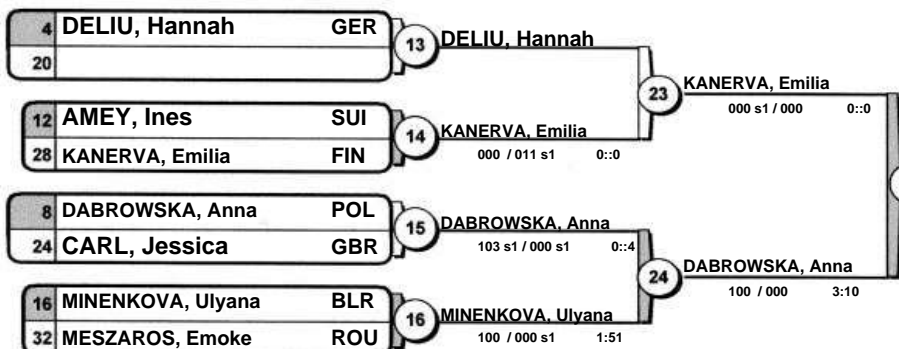 4 DELIU, Hannah GER
20
13 DELIU, Hannah
12 AMEY, Ines SUI
28 KANERVA, Emilia FIN
14 KANERVA, Emilia
000 / 011 s1 0::0
23 KANERVA, Emilia
000 s1 / 000 0::0
8 DABROWSKA, Anna POL
24 CARL, Jessica GBR
15 DABROWSKA, Anna
103 s1 / 000 s1 0::4
16 MINENKOVA, Ulyana BLR
32 MESZAROS, Emoke ROU
16 MINENKOVA, Ulyana
100 / 000 s1 1:51
24 DABROWSKA, Anna
100 / 000 3:10